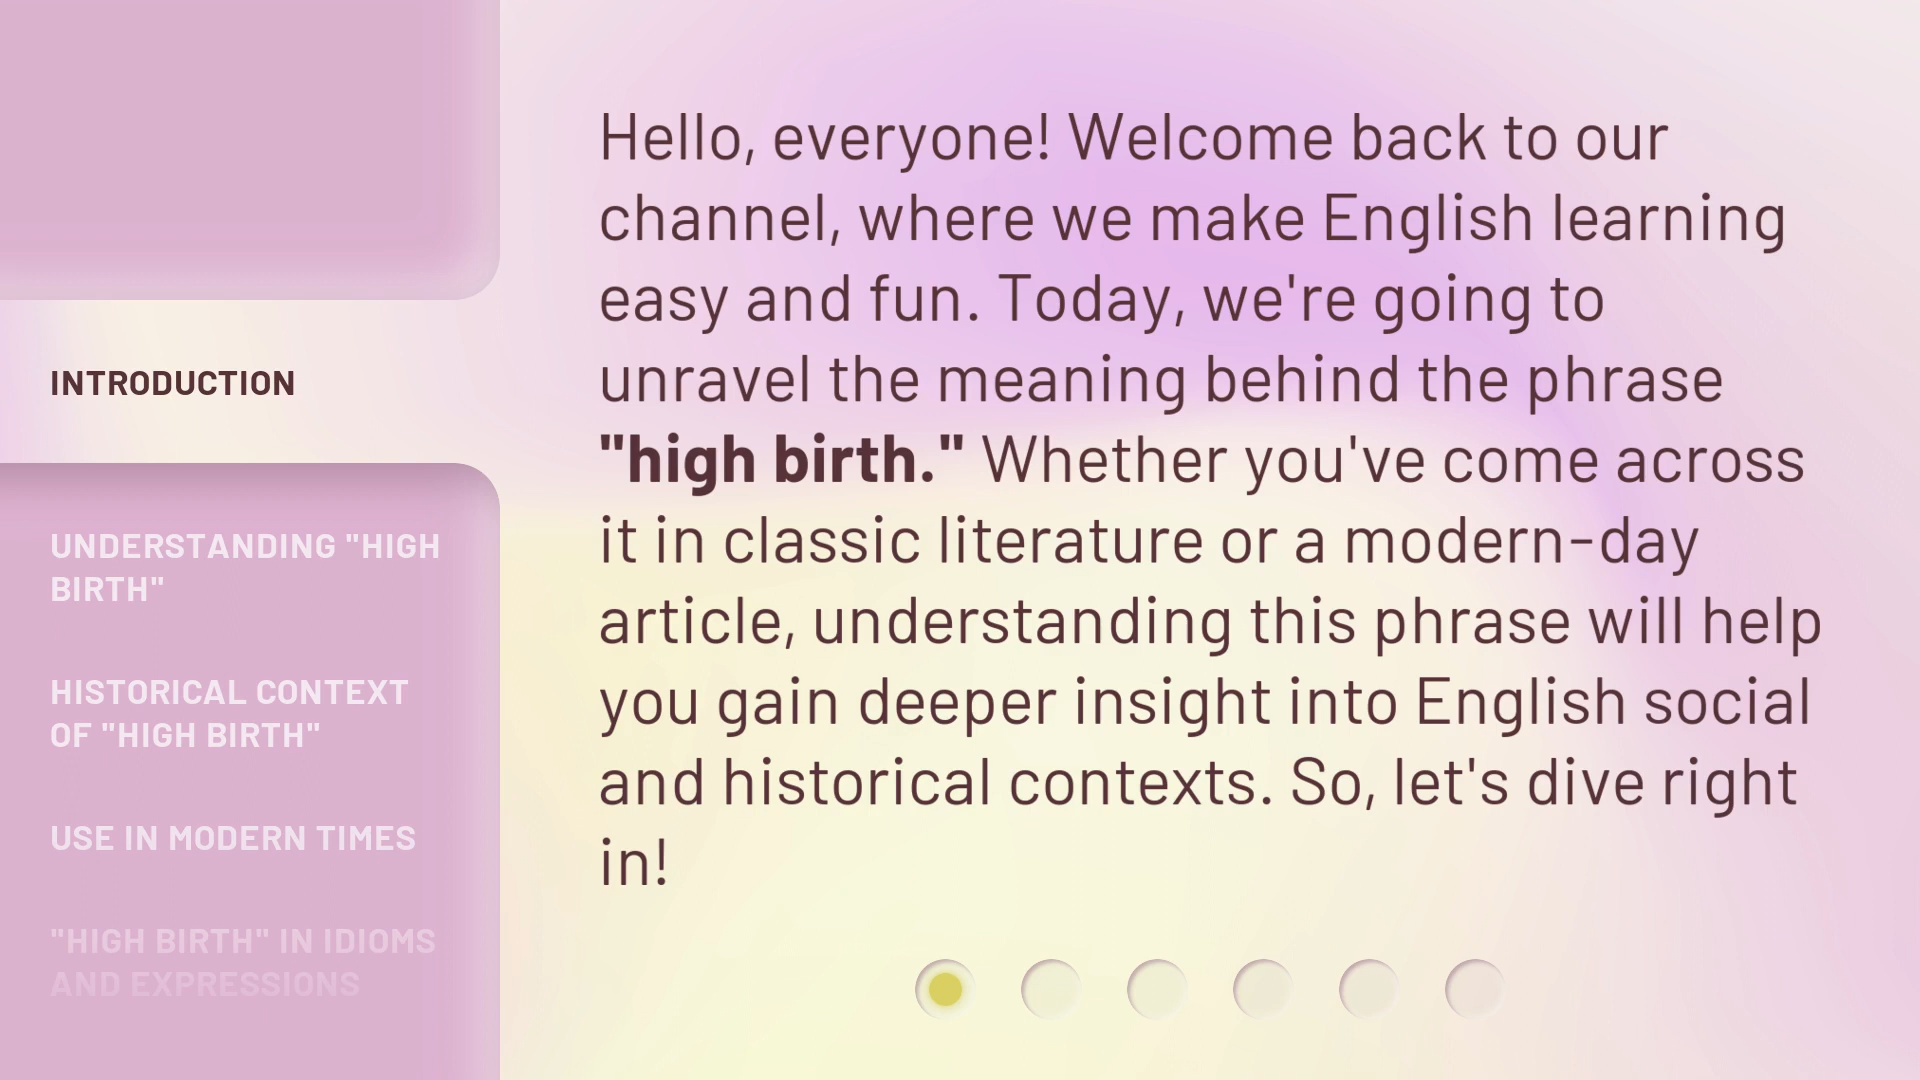 INTRODUCTION
UNDERSTANDING "HIGH
BIRTH"
HISTORICAL CONTEXT
OF "HIGH BIRTH"
USE IN MODERN TIMES
"HIGH BIRTH" IN IDIOMS
AND EXPRESSIONS
Hello, everyone! Welcome back to our
channel, where we make English learning
easy and fun. Today, we're going to
unravel the meaning behind the phrase
"high birth." Whether you've come across
it in classic literature or a modern-day
article, understanding this phrase will help
you gain deeper insight into English social
and historical contexts. So, let's dive right
in!